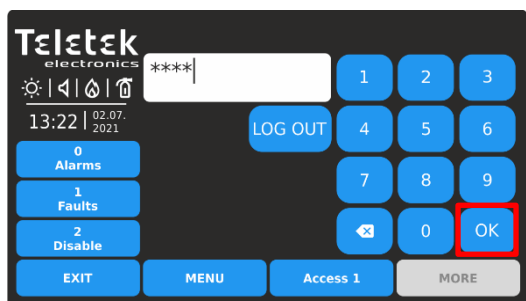 Teletek
electronics
****
1 2 3
13:22 02.07.
2021
LOG OUT 4 5 6
0
Alarms
7 8 9
1
Faults
0 OK
2
Disable
EXIT MENU Access 1 MORE